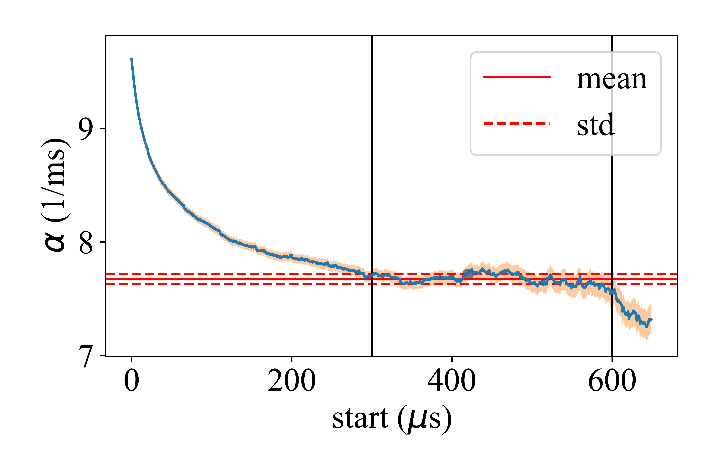 mean
std
9
8
7
α (1/ms)
0 200 400 600
start (μs)